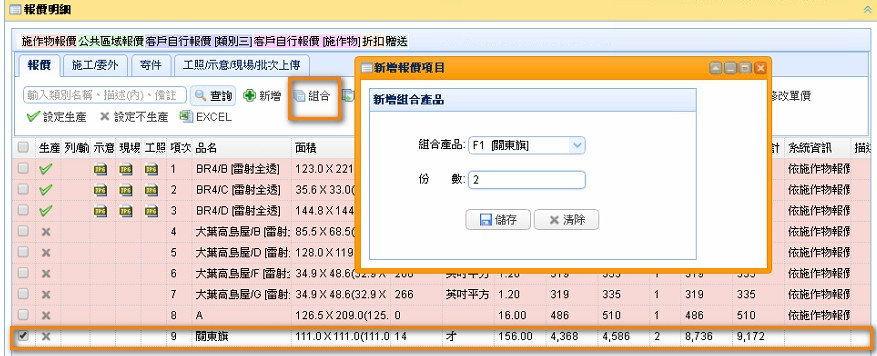 報價明細
施作物報價 公共區域報價 客戶自行報價 [類別三] 客戶自行報價 [施作物] 折扣 贈送
報價 施工/委外 寄件 工照/示意/現場/批次上傳
輸入類別名稱、描述(內)、備註 查詢 新增 組合 修改單價
設定生產 設定不生產 EXCEL
新增報價項目
新增組合產品
組合產品: F1 [關東旗]
份 數: 2
儲存 清除
生產 列/輸 示意 現場 工照 項次 品名 面積 計 系統資訊 描述
1 BR4/B [雷射全透] 123.0 X 221 依施作物報價
2 BR4/C [雷射全透] 35.6 X 33.0( 依施作物報價
3 BR4/D [雷射全透] 144.8 X 144 依施作物報價
4 大葉高島屋/B [雷射 85.5 X 68.5( 依施作物報價
5 大葉高島屋/D [雷射 128.0 X 119 依施作物報價
6 大葉高島屋/F [雷射 34.9 X 48.6(32.9 X 266 英吋平方 1.20 319 335 1 319 335 依施作物報價
7 大葉高島屋/G [雷射 34.9 X 48.6(32.9 X 266 英吋平方 1.20 319 335 1 319 335 依施作物報價
8 A 126.5 X 209.0(125. 0 16.00 486 510 1 486 510 依施作物報價
9 關東旗 111.0 X 111.0(111.0 14 才 156.00 4,368 4,586 2 8,736 9,172